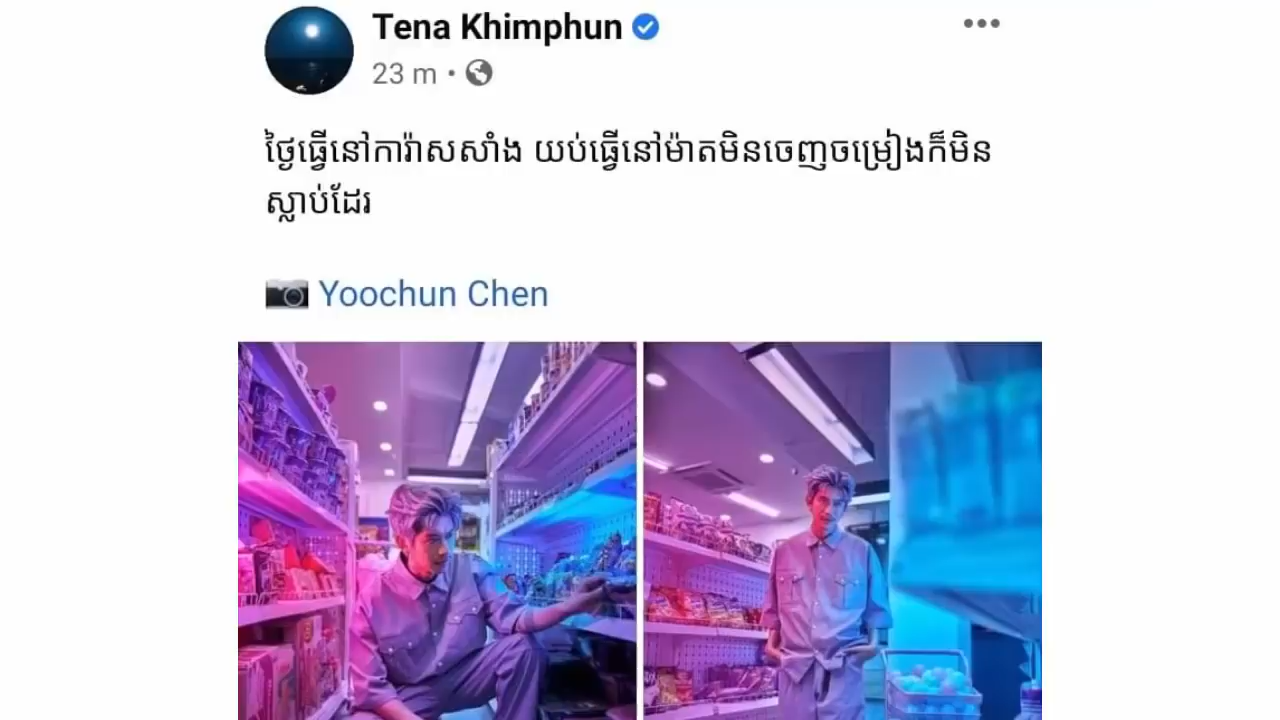 Tena Khimphun
23 m
ថ្ងៃធ្វើនៅការ៉ាសសាំង យប់ធ្វើនៅម៉ាតមិនចេញចម្រៀងក៏មិន
ស្លាប់ដែរ
Yoochun Chen